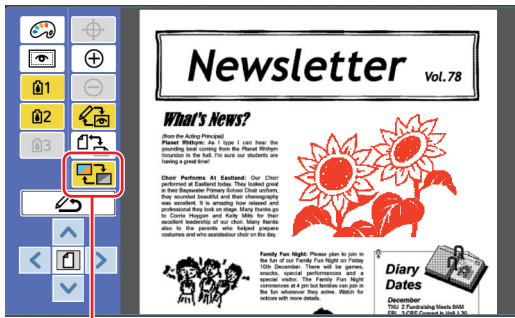 Newsletter Vol. 78
1
2
3
What's News?
(from the Acting Principal)
Planet Rhthym: As I type I can hear the
pounding beat coming from the Planet Rhthym
Incursion in the hall. I'm sure our students are
having a great time!
Choir Performs At Eastland: Our Choir
performed at Eastland today. They looked great
in their Bayswater Primary School Choir uniform,
they sounded beautiful and their choreography
was excellent. It is amazing how relaxed and
professional they look on stage. Many thanks go
to Corrie Huygen and Kelly Mills for their
excellent leadership of our choir. Many thanks
also to the parents who helped prepare
costumes and who assistedour choir on the day.
Family Fun Night: Please plan to join in
the fun of our Family Fun Night on Friday
10th December. There will be games,
snacks, special performances and a
special visitor. The Family Fun Night
commences at 4 pm but families can join in
the fun whenever they arrive. Watch for
notices with more details.
Diary
Dates
December
THU 2 Fundraising Meets 9AM